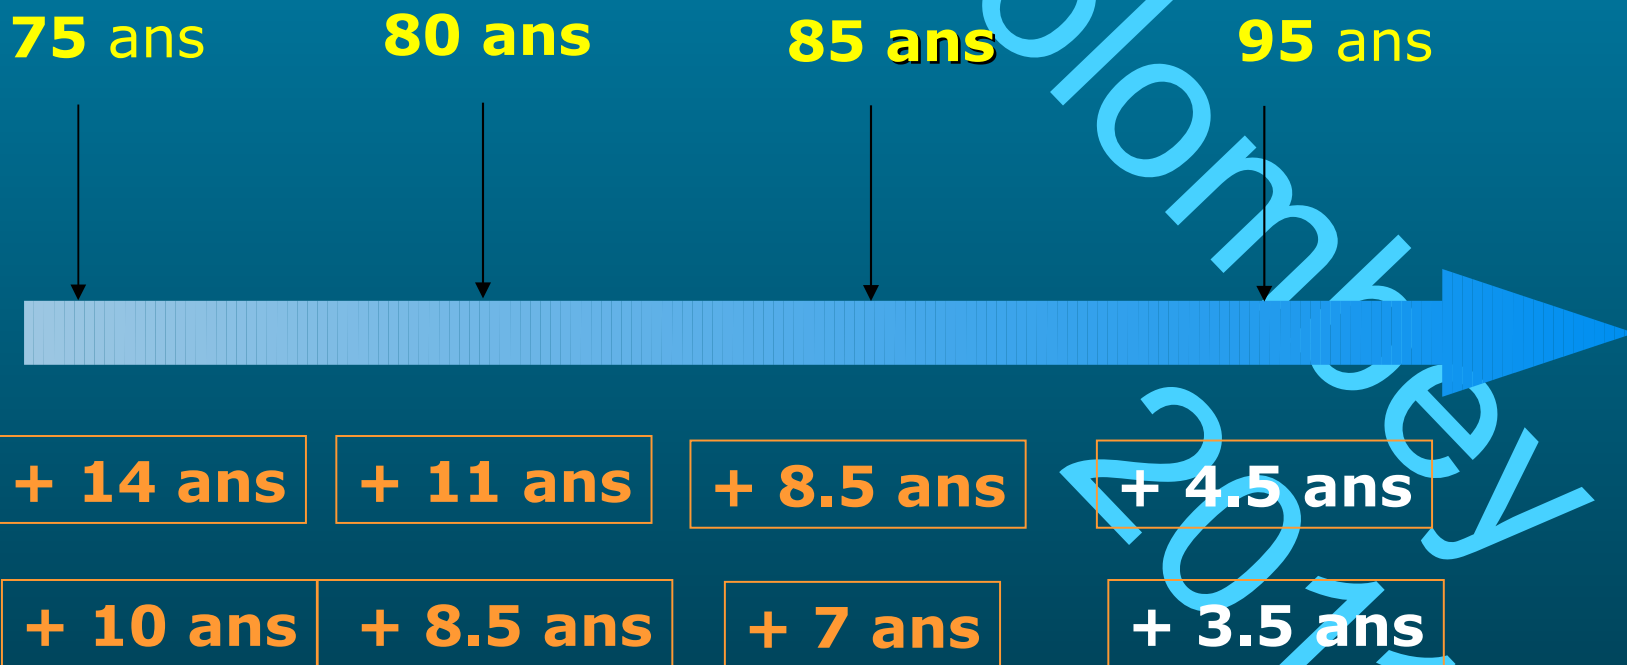 75 ans 80 ans 85 ans 95 ans
+ 14 ans + 11 ans + 8.5 ans + 4.5 ans
+ 10 ans + 8.5 ans + 7 ans + 3.5 ans
olombey